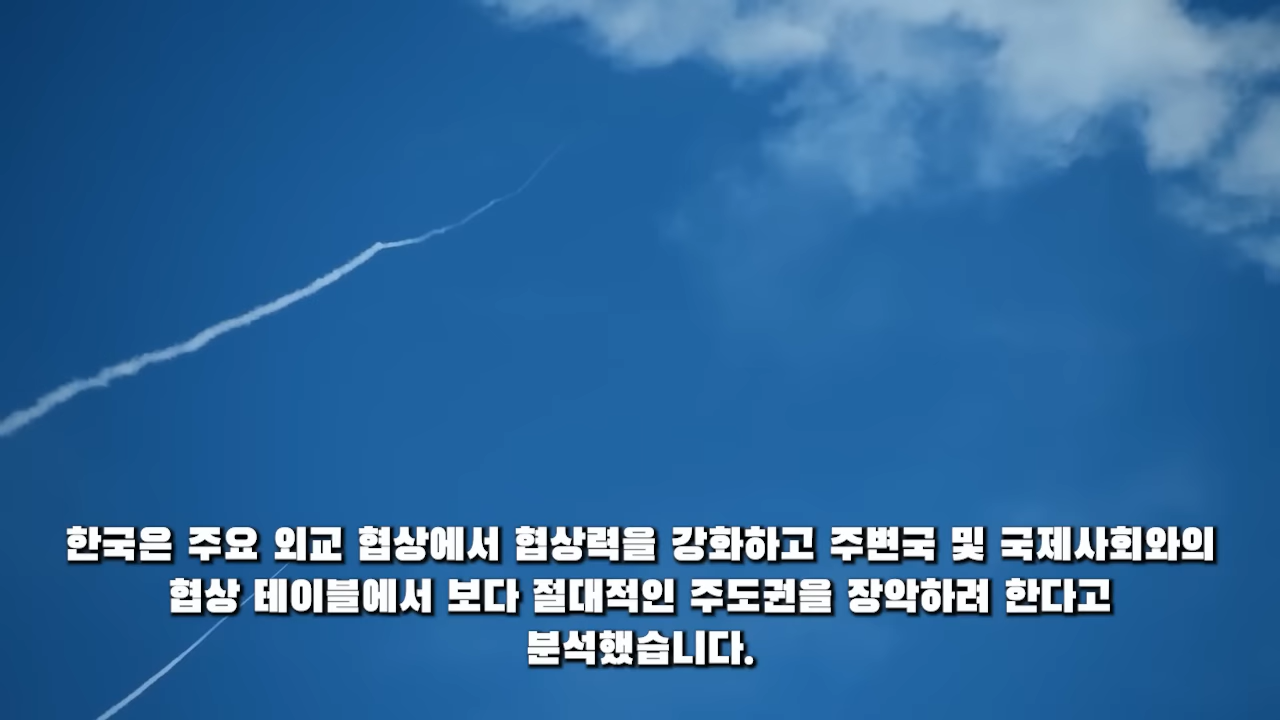 한국은 주요 외교 협상에서 협상력을 강화하고 주변국 및 국제사회와의
협상 테이블에서 보다 절대적인 주도권을 장악하려 한다고
분석했습니다.